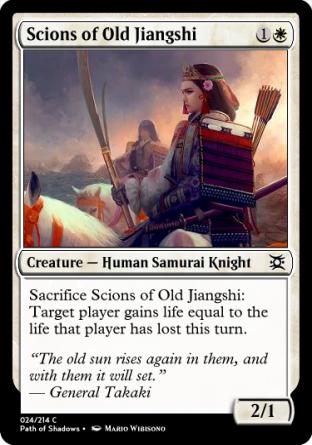 Scions of Old Jiangshi 1
Creature — Human Samurai Knight
Sacrifice Scions of Old Jiangshi:
Target player gains life equal to the
life that player has lost this turn.
“The old sun rises again in them, and
with them it will set.”
— General Takaki
2/1
024/214 C
Path of Shadows • Mario Wibisono